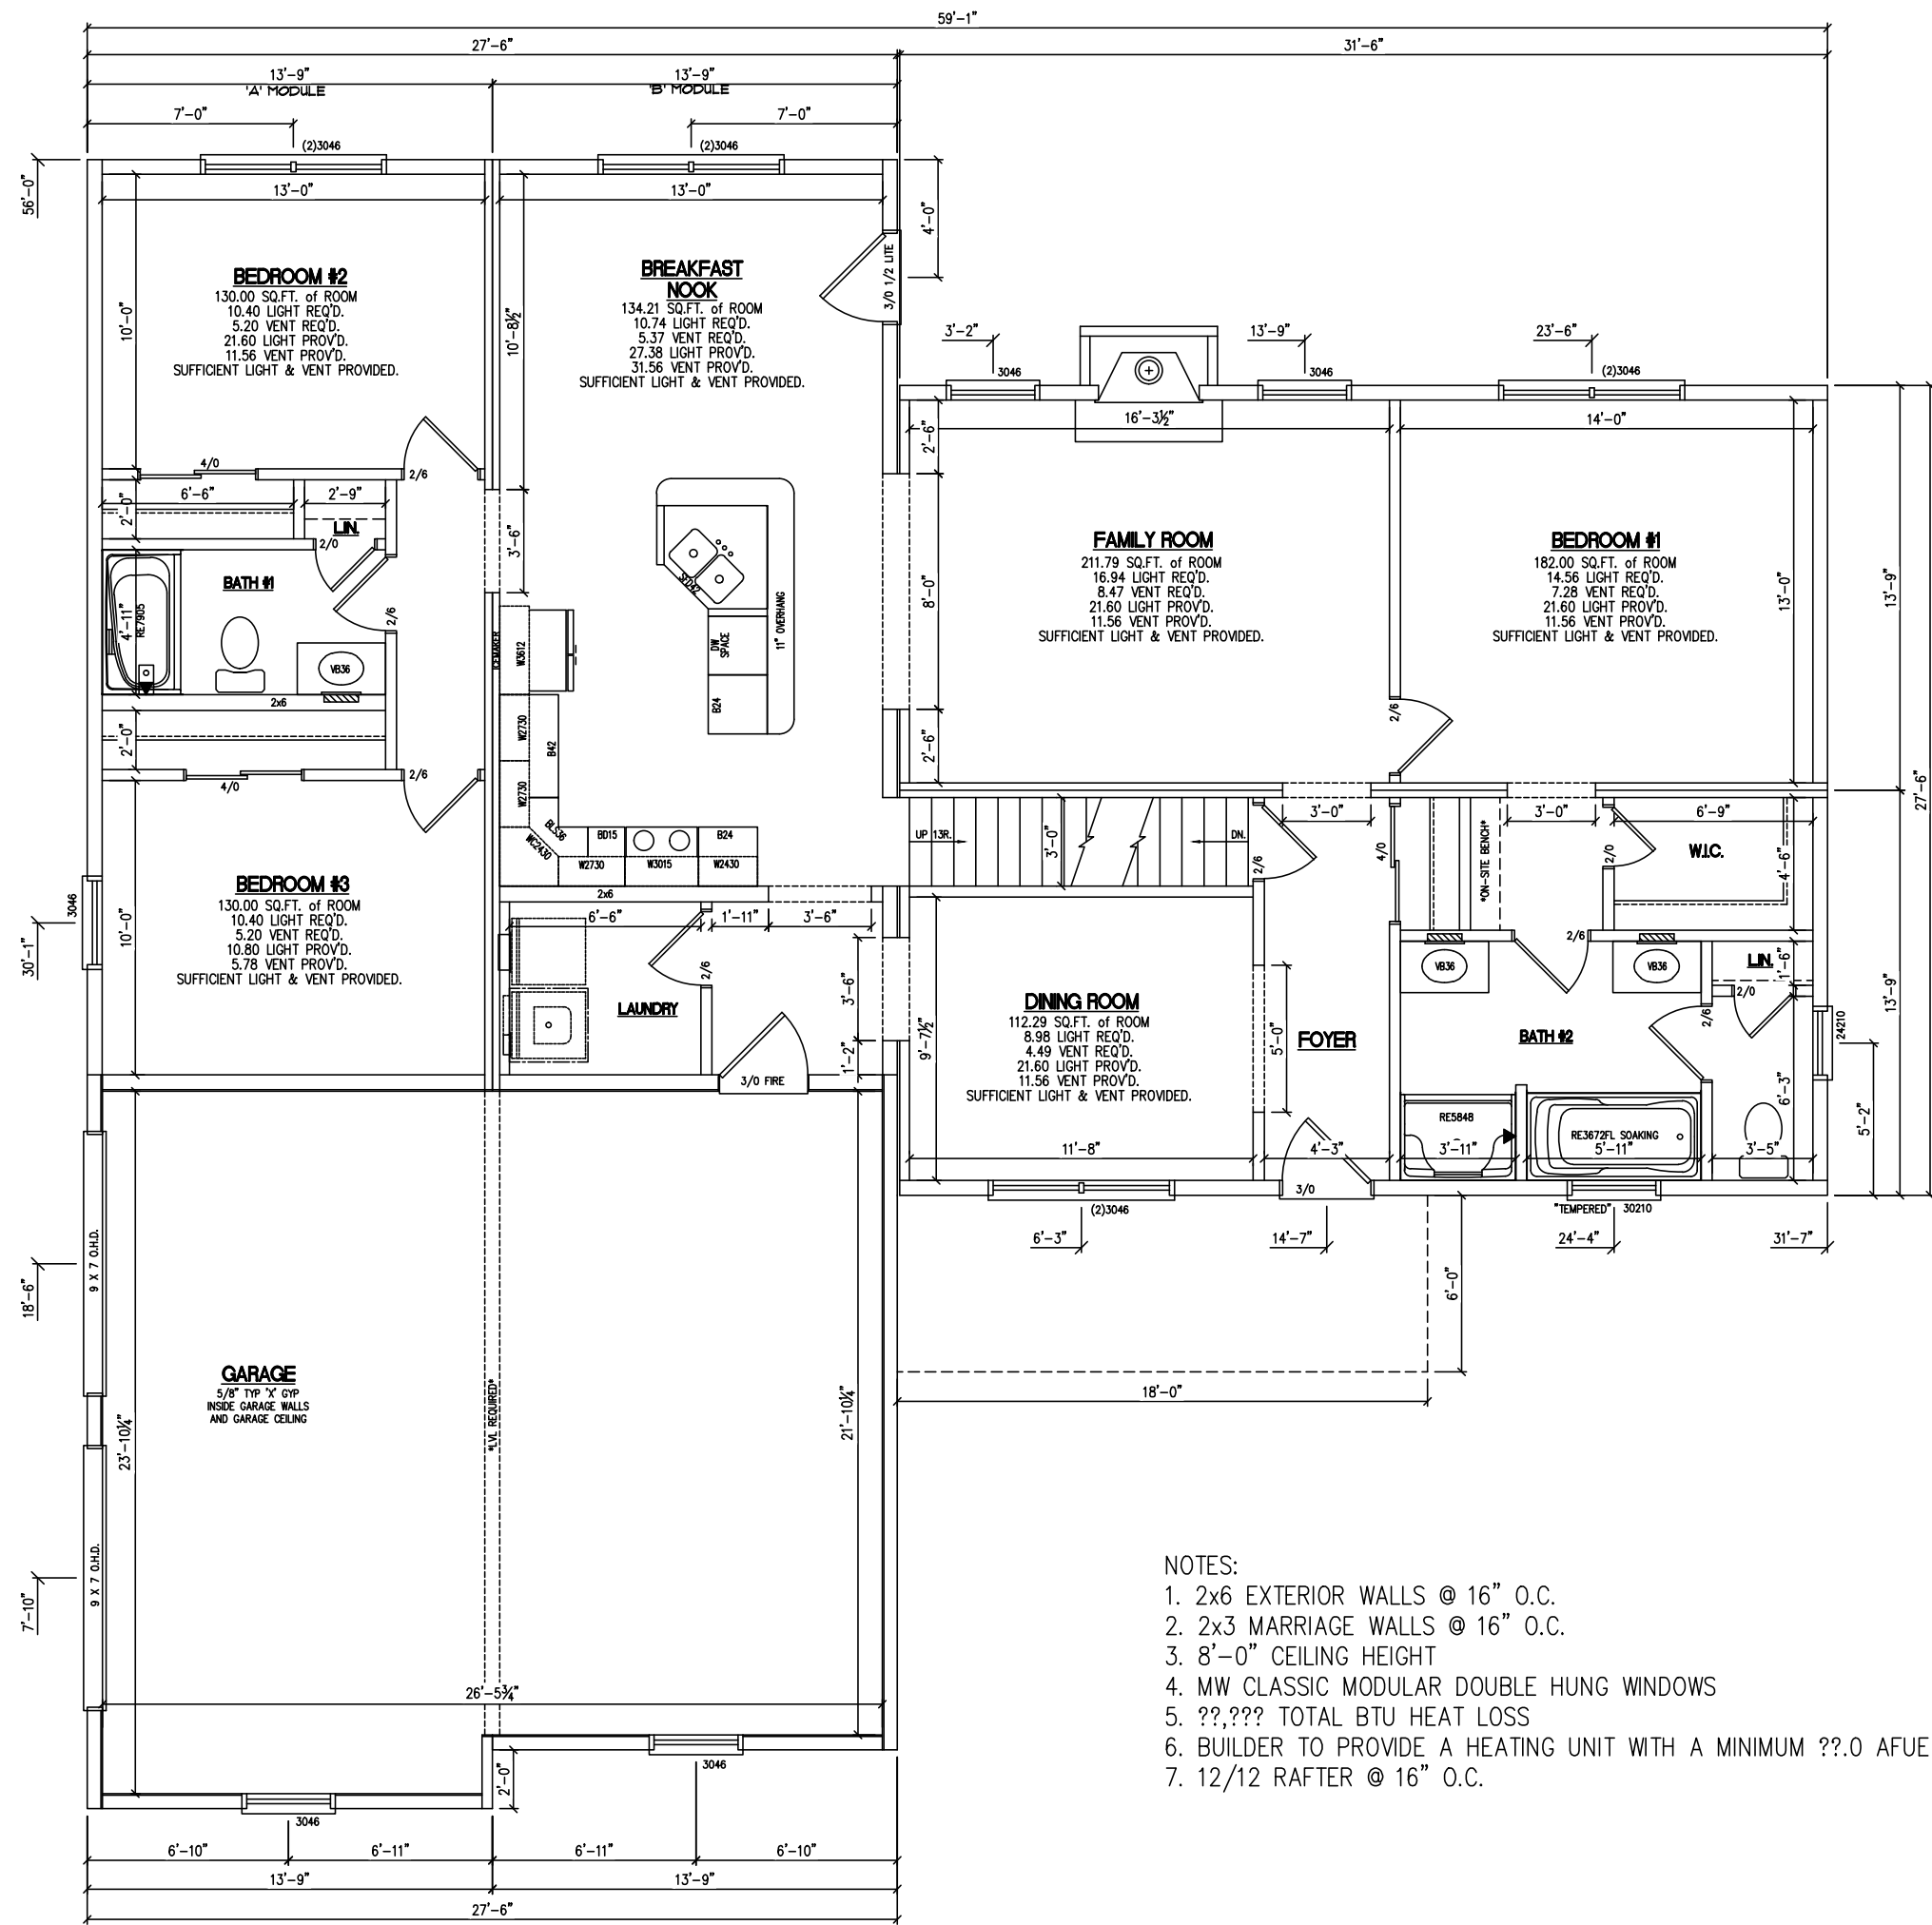 59'-1"
27'-6"
31'-6"
13'-9"
13'-9"
'A' MODULE
'B' MODULE
7'-0"
7'-0"
(2)3046
(2)3046
56'-0"
13'-0"
13'-0"
4'-0"
BEDROOM #2
130.00 SQ.FT. of ROOM
10.40 LIGHT REQ'D.
5.20 VENT REQ'D.
21.60 LIGHT PROV'D.
11.56 VENT PROV'D.
SUFFICIENT LIGHT & VENT PROVIDED.
10'-0"
BREAKFAST
NOOK
134.21 SQ.FT. of ROOM
10.74 LIGHT REQ'D.
5.37 VENT REQ'D.
27.38 LIGHT PROV'D.
31.56 VENT PROV'D.
SUFFICIENT LIGHT & VENT PROVIDED.
10'-8½"
3/0 1/2 LITE
3'-2"
13'-9"
23'-6"
3046
3046
(2)3046
16'-3½"
14'-0"
2'-6"
4/0
2/6
6'-6"
2'-9"
2'-0"
LIN.
2/0
3'-6"
BATH #1
4'-11"
RE7905
2/6
VB36
2x6
2'-0"
4/0
2/6
ICEMAKER
W3612
SFD42
DW SPACE
11" OVERHANG
B24
W2730
B42
W2730
BLS36
WC2430
BD15
B24
W2730
W3015
W2430
2x6
FAMILY ROOM
211.79 SQ.FT. of ROOM
16.94 LIGHT REQ'D.
8.47 VENT REQ'D.
21.60 LIGHT PROV'D.
11.56 VENT PROV'D.
SUFFICIENT LIGHT & VENT PROVIDED.
8'-0"
2'-6"
2/6
BEDROOM #1
182.00 SQ.FT. of ROOM
14.56 LIGHT REQ'D.
7.28 VENT REQ'D.
21.60 LIGHT PROV'D.
11.56 VENT PROV'D.
SUFFICIENT LIGHT & VENT PROVIDED.
13'-0"
13'-9"
27'-6"
UP 13R.
3'-0"
DN.
3'-0"
2/6
4/0
*ON-SITE BENCH*
3'-0"
6'-9"
2/0
W.I.C.
4'-6"
BEDROOM #3
130.00 SQ.FT. of ROOM
10.40 LIGHT REQ'D.
5.20 VENT REQ'D.
10.80 LIGHT PROV'D.
5.78 VENT PROV'D.
SUFFICIENT LIGHT & VENT PROVIDED.
10'-0"
3046
30'-1"
6'-6"
1'-11"
3'-6"
2/6
LAUNDRY
3'-6"
1'-2"
3/0 FIRE
DINING ROOM
112.29 SQ.FT. of ROOM
8.98 LIGHT REQ'D.
4.49 VENT REQ'D.
21.60 LIGHT PROV'D.
11.56 VENT PROV'D.
SUFFICIENT LIGHT & VENT PROVIDED.
9'-7½"
5'-0"
FOYER
VB36
2/6
VB36
LIN.
1'-6"
2/0
BATH #2
2/6
24210
13'-9"
6'-3"
5'-2"
RE5848
RE3672FL SOAKING
11'-8"
4'-3"
3'-11"
5'-11"
3'-5"
3/0
(2)3046
"TEMPERED" 30210
6'-3"
14'-7"
24'-4"
31'-7"
6'-0"
18'-0"
9 X 7 O.H.D.
18'-6"
GARAGE
5/8" TYP 'X' GYP
INSIDE GARAGE WALLS
AND GARAGE CEILING
23'-10¼"
*LVL REQUIRED*
21'-10¼"
9 X 7 O.H.D.
7'-10"
26'-5¾"
3046
2'-0"
3046
6'-10"
6'-11"
6'-11"
6'-10"
13'-9"
13'-9"
27'-6"
NOTES:
1. 2x6 EXTERIOR WALLS @ 16" O.C.
2. 2x3 MARRIAGE WALLS @ 16" O.C.
3. 8'-0" CEILING HEIGHT
4. MW CLASSIC MODULAR DOUBLE HUNG WINDOWS
5. ??,??? TOTAL BTU HEAT LOSS
6. BUILDER TO PROVIDE A HEATING UNIT WITH A MINIMUM ??.0 AFUE
7. 12/12 RAFTER @ 16" O.C.